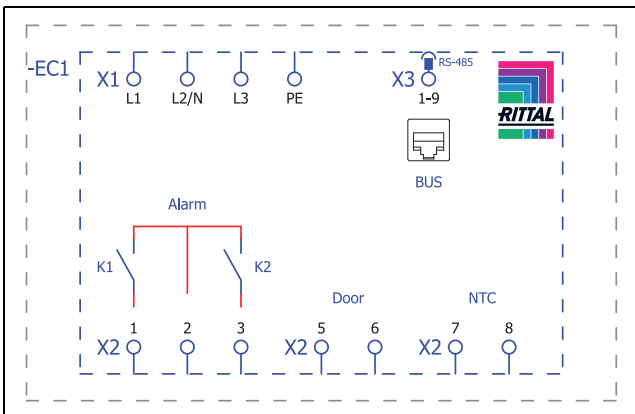 -EC1
X1 X3 RS-485
L1 L2/N L3 PE 1-9
RITTAL
BUS
Alarm
K1 K2
Door NTC
1 2 3 5 6 7 8
X2 X2 X2